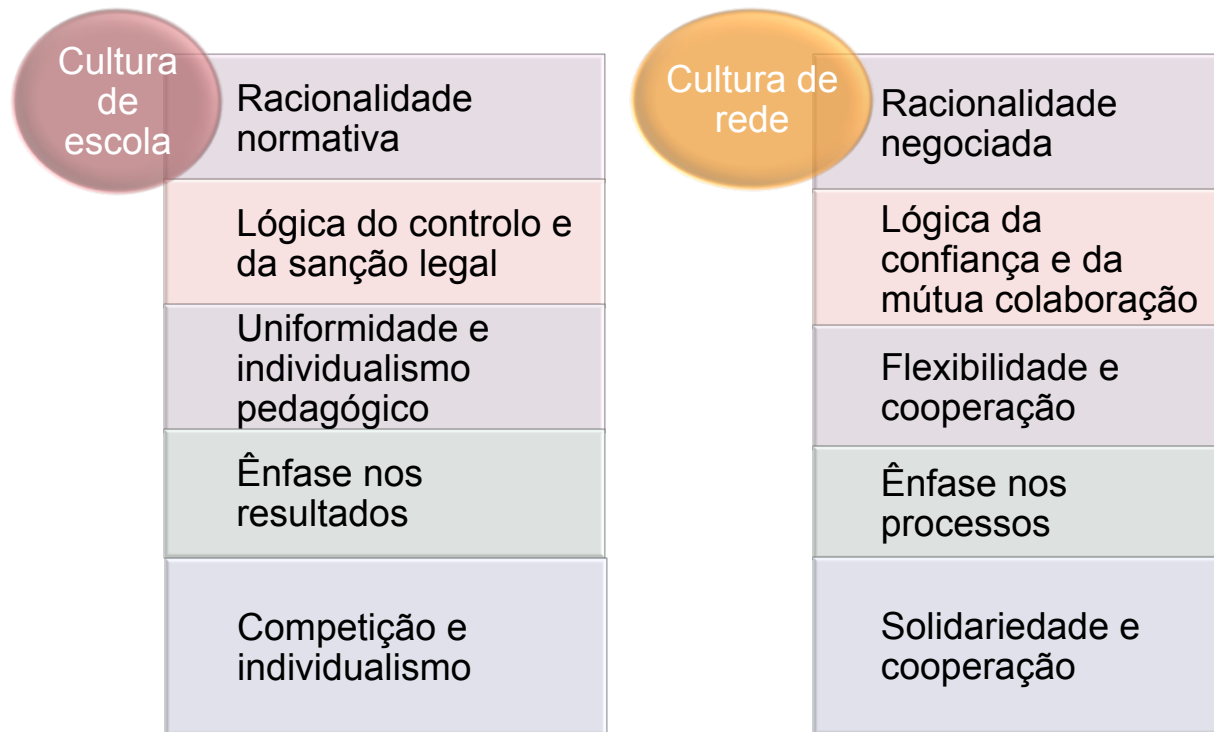 Cultura
de
escola
Racionalidade
normativa
Lógica do controlo e
da sanção legal
Uniformidade e
individualismo
pedagógico
Ênfase nos
resultados
Competição e
individualismo
Cultura de
rede
Racionalidade
negociada
Lógica da
confiança e da
mútua colaboração
Flexibilidade e
cooperação
Ênfase nos
processos
Solidariedade e
cooperação